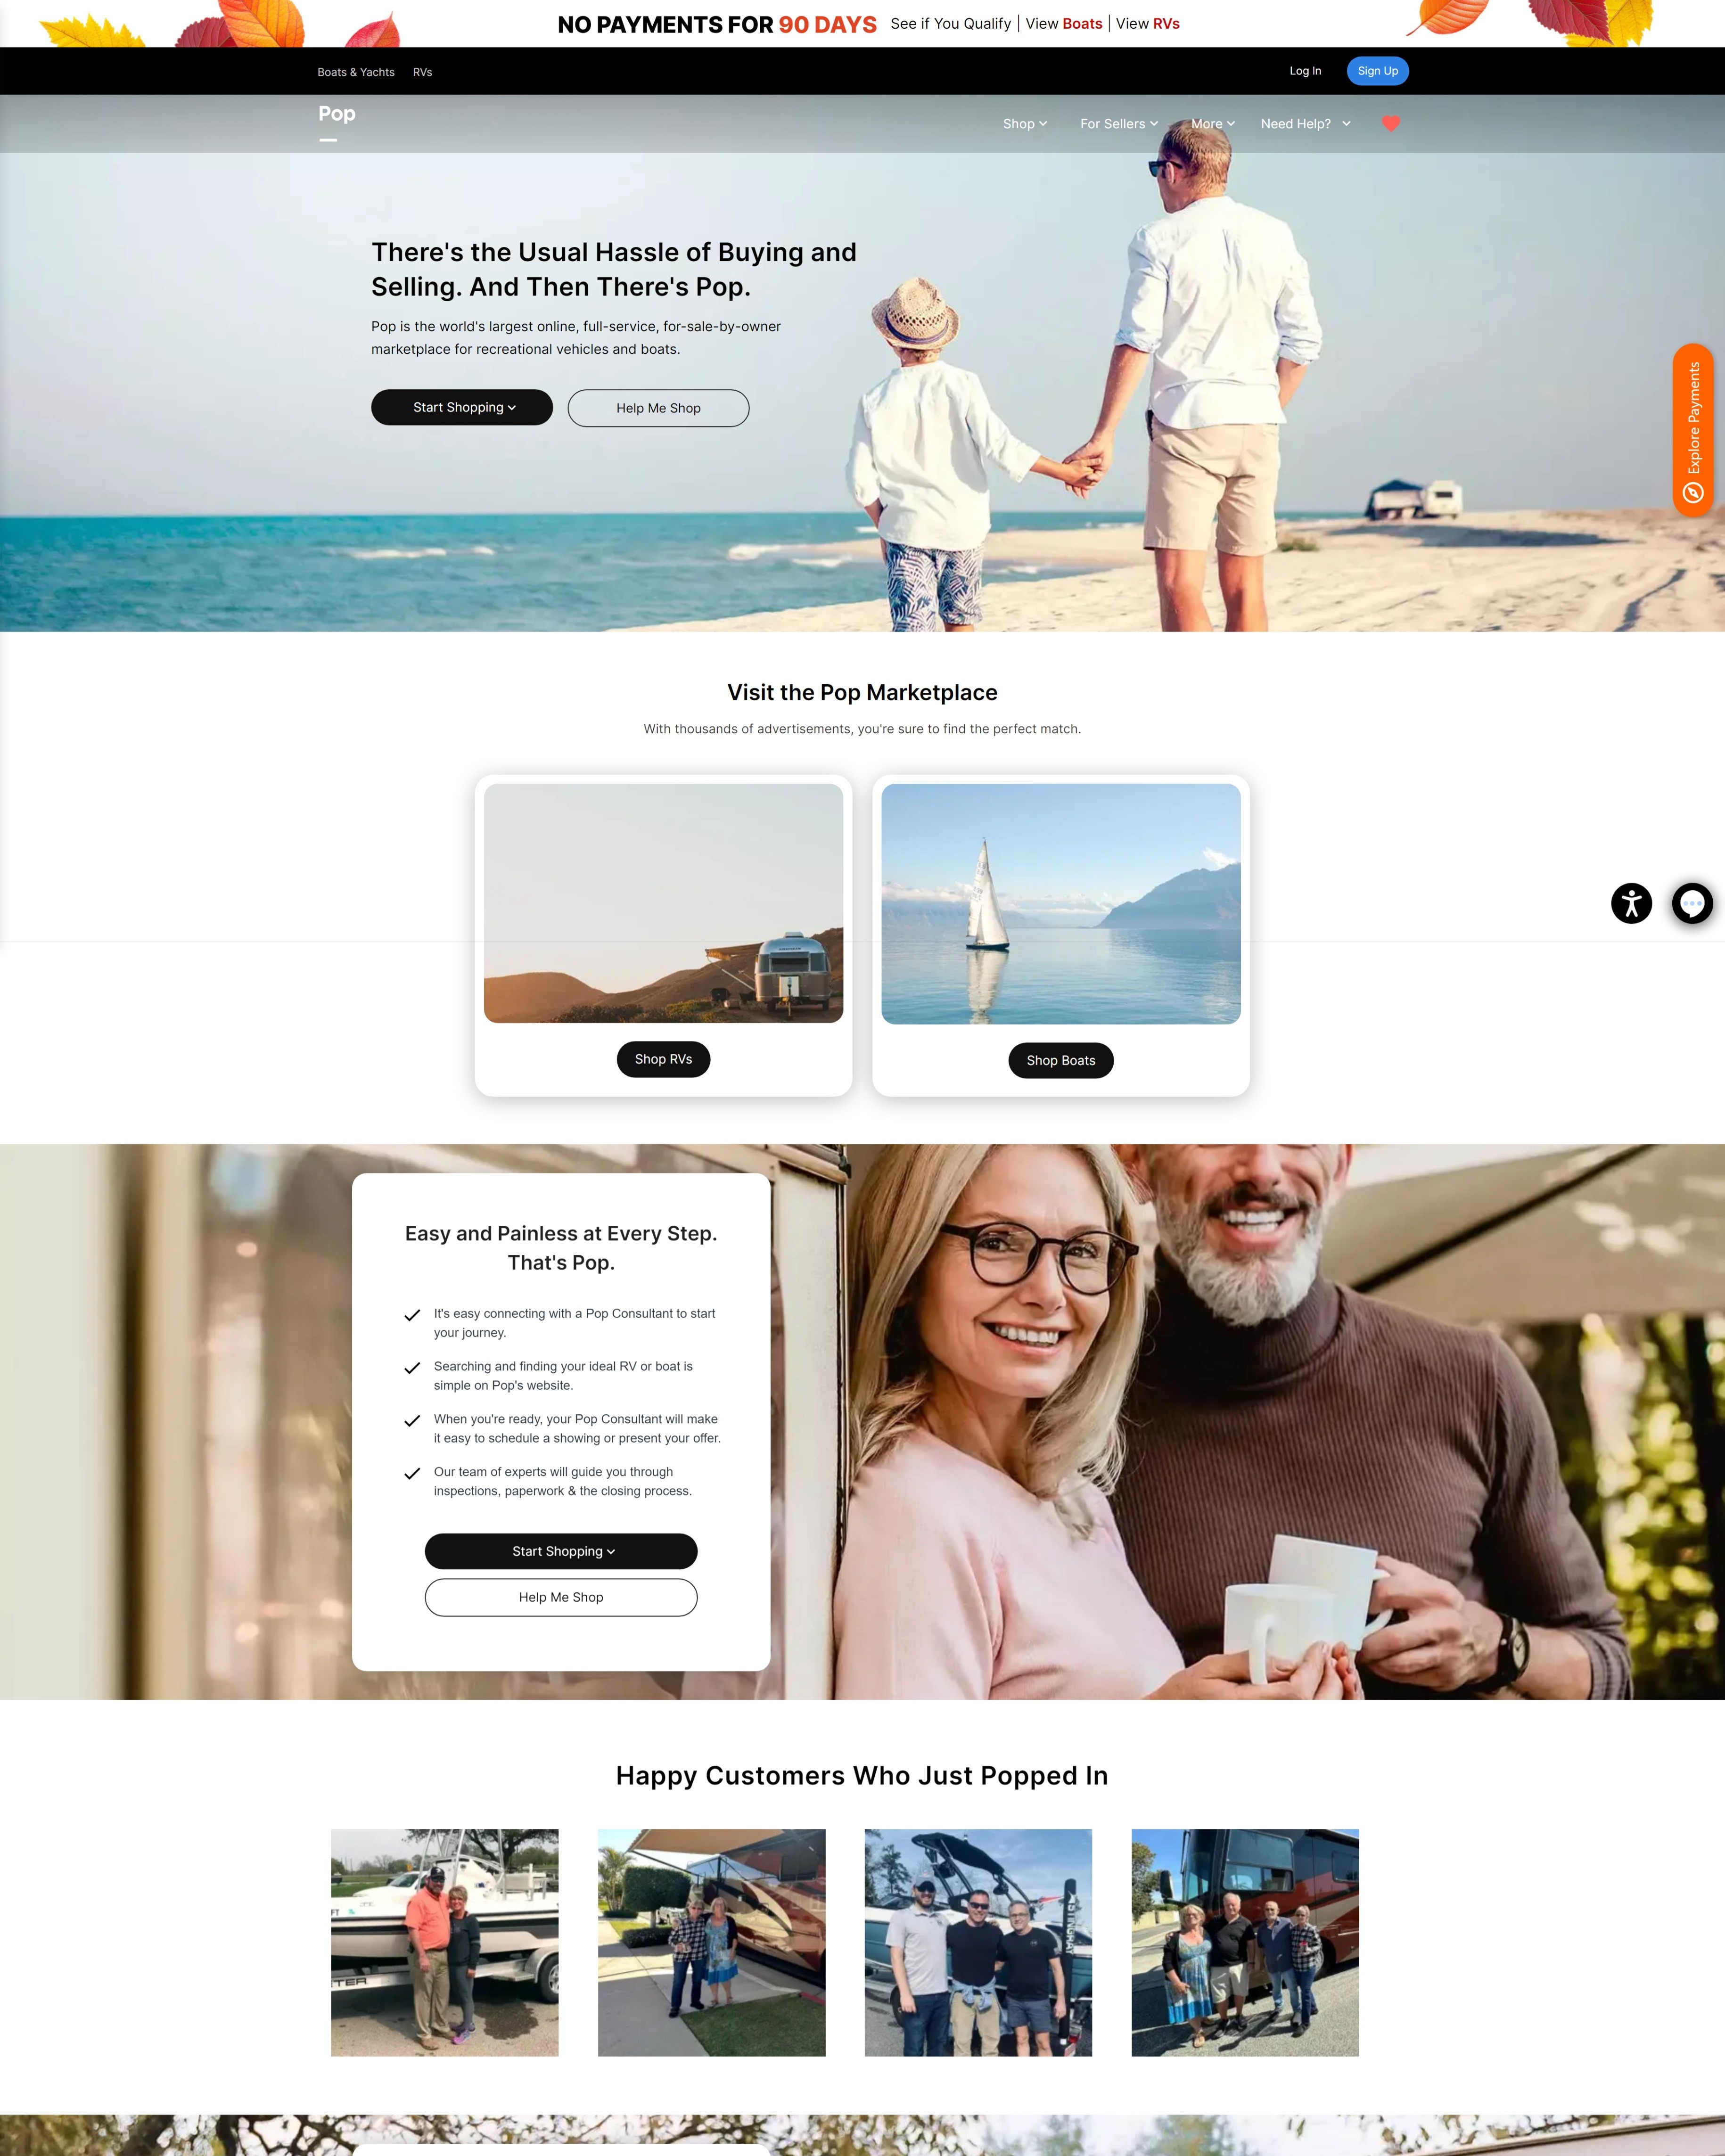 NO PAYMENTS FOR 90 DAYS See if You Qualify | View Boats | View RVs
Boats & Yachts RVs
Log In Sign Up
Pop
Shop For Sellers More Need Help?
There's the Usual Hassle of Buying and
Selling. And Then There's Pop.
Pop is the world's largest online, full-service, for-sale-by-owner
marketplace for recreational vehicles and boats.
Start Shopping Help Me Shop
Explore Payments
Visit the Pop Marketplace
With thousands of advertisements, you're sure to find the perfect match.
Shop RVs
Shop Boats
Easy and Painless at Every Step.
That's Pop.
It's easy connecting with a Pop Consultant to start
your journey.
Searching and finding your ideal RV or boat is
simple on Pop's website.
When you're ready, your Pop Consultant will make
it easy to schedule a showing or present your offer.
Our team of experts will guide you through
inspections, paperwork & the closing process.
Start Shopping
Help Me Shop
Happy Customers Who Just Popped In
FT
TER
STINGRAY